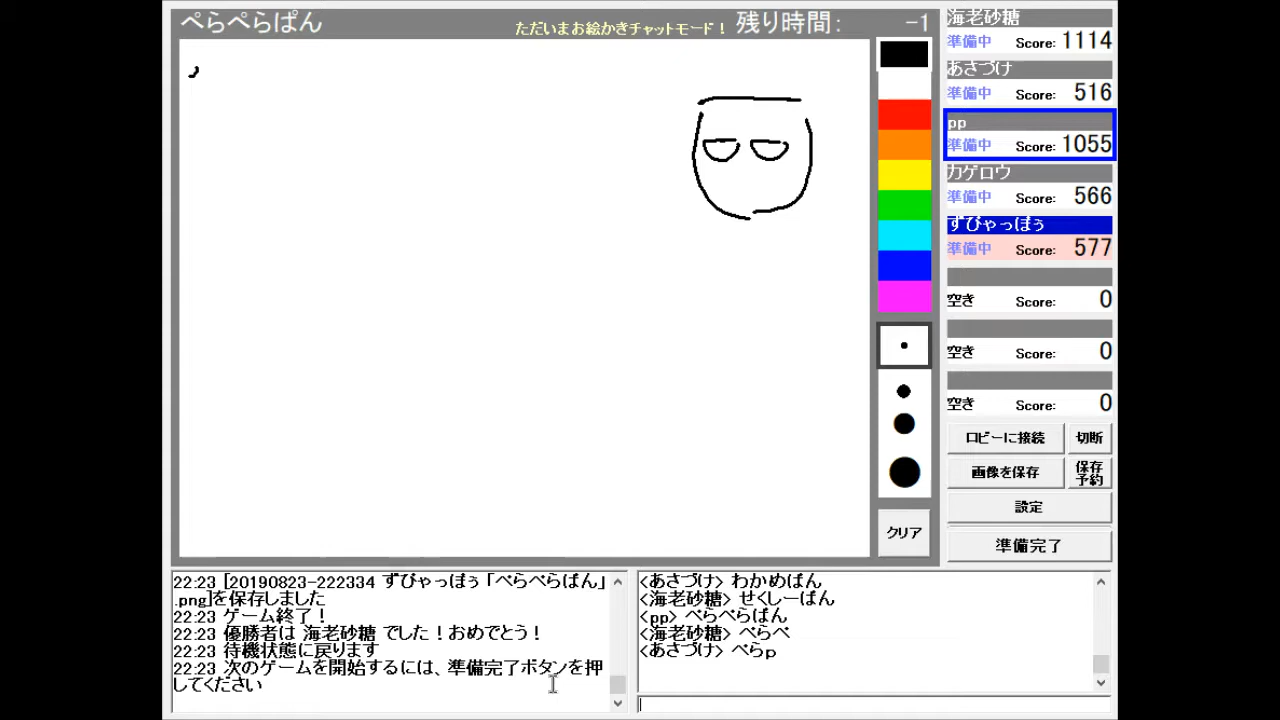 ぺらぺらぱん
ただいまお絵かきチャットモード！
残り時間: -1
海老砂糖
準備中 Score: 1114
あさづけ
準備中 Score: 516
pp
準備中 Score: 1055
カゲロウ
準備中 Score: 566
ずびゃっぽぅ
準備中 Score: 577
空き Score: 0
空き Score: 0
空き Score: 0
ロビーに接続 切断
画像を保存 保存予約
設定
クリア
準備完了
22:23 [20190823-222334 ずびゃっぽぅ「ぺらぺらぱん」
.png]を保存しました
22:23 ゲーム終了！
22:23 優勝者は 海老砂糖 でした！おめでとう！
22:23 待機状態に戻ります
22:23 次のゲームを開始するには、準備完了ボタンを押
してください
<あさづけ> わかめぱん
<海老砂糖> せくしーぱん
<pp> ぺらぺらぱん
<海老砂糖> ぺらぺ
<あさづけ> ぺらp